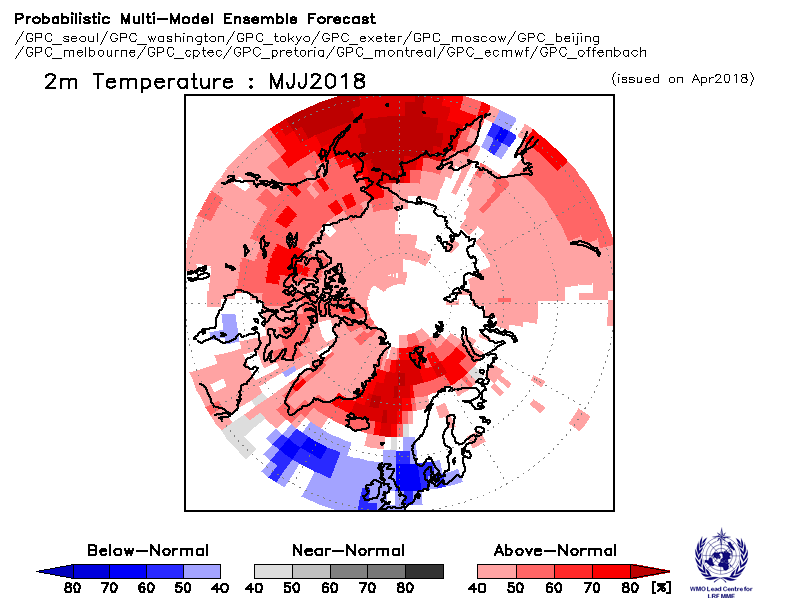 Probabilistic Multi-Model Ensemble Forecast
/GPC_seoul/GPC_washington/GPC_tokyo/GPC_exeter/GPC_moscow/GPC_beijing
/GPC_melbourne/GPC_cptec/GPC_pretoria/GPC_montreal/GPC_ecmwf/GPC_offenbach
2m Temperature : MJJ2018
(issued on Apr2018)
Below-Normal Near-Normal Above-Normal
80 70 60 50 40 40 50 60 70 80 40 50 60 70 80 [%]
WMO Lead Centre for
LRFMME